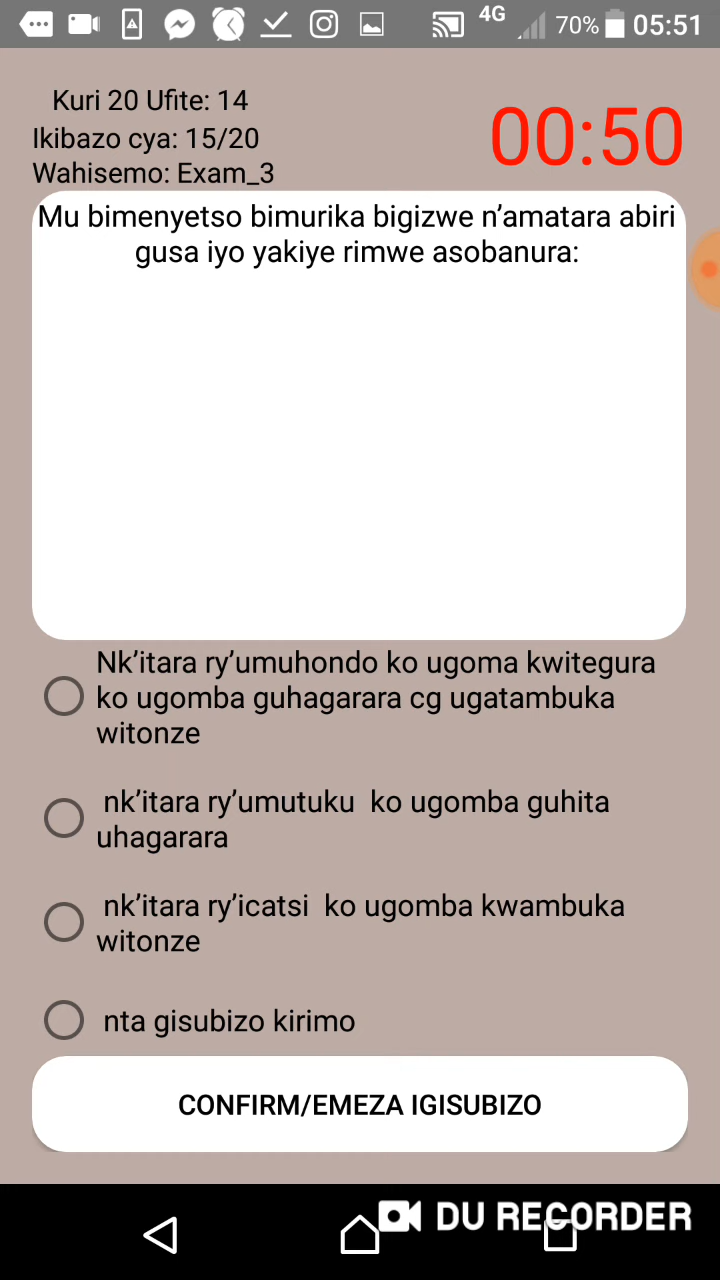 4G
70%
05:51
Kuri 20 Ufite: 14
Ikibazo cya: 15/20
Wahisemo: Exam_3
00:50
Mu bimenyetso bimurika bigizwe n’amatara abiri
gusa iyo yakiye rimwe asobanura:
Nk’itara ry’umuhondo ko ugoma kwitegura
ko ugomba guhagarara cg ugatambuka
witonze
nk’itara ry’umutuku ko ugomba guhita
uhagarara
nk’itara ry’icatsi ko ugomba kwambuka
witonze
nta gisubizo kirimo
CONFIRM/EMEZA IGISUBIZO
DU RECORDER